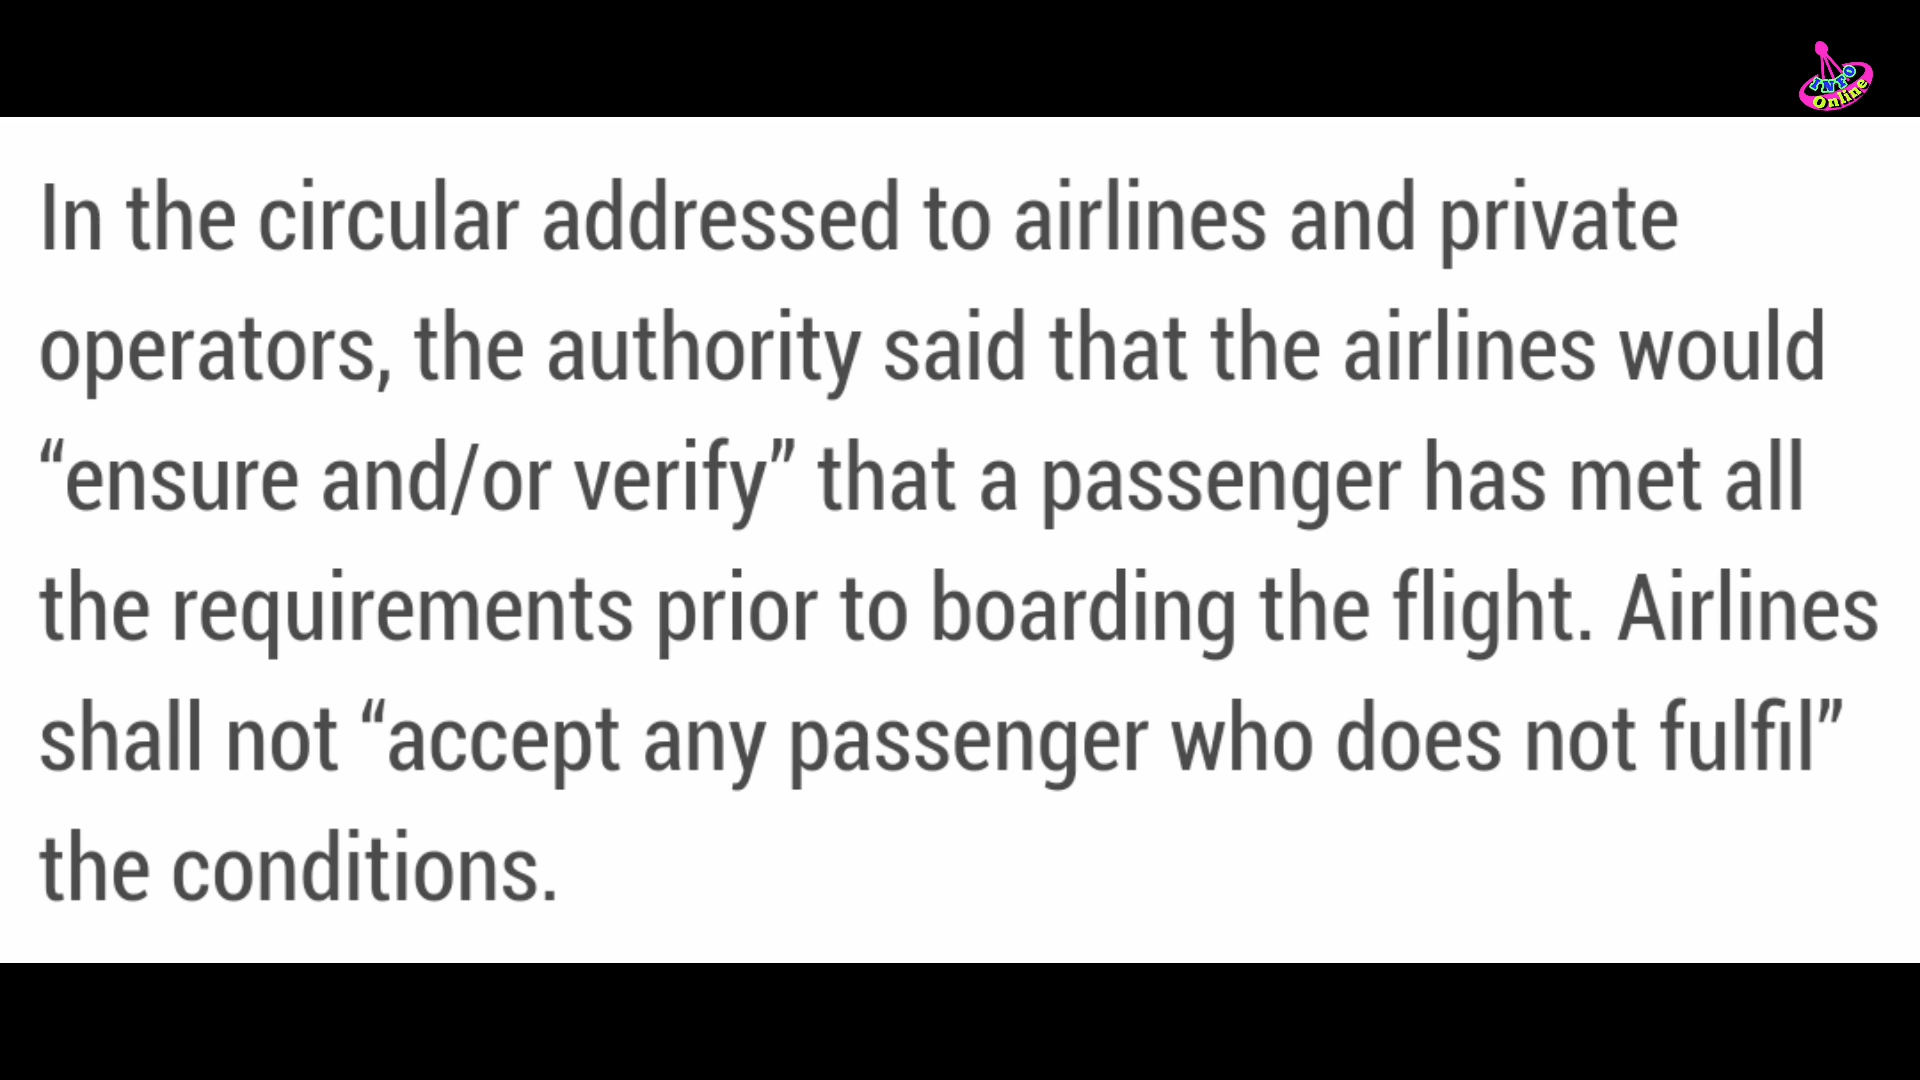 INFO
Online
In the circular addressed to airlines and private
operators, the authority said that the airlines would
“ensure and/or verify” that a passenger has met all
the requirements prior to boarding the flight. Airlines
shall not “accept any passenger who does not fulfil”
the conditions.